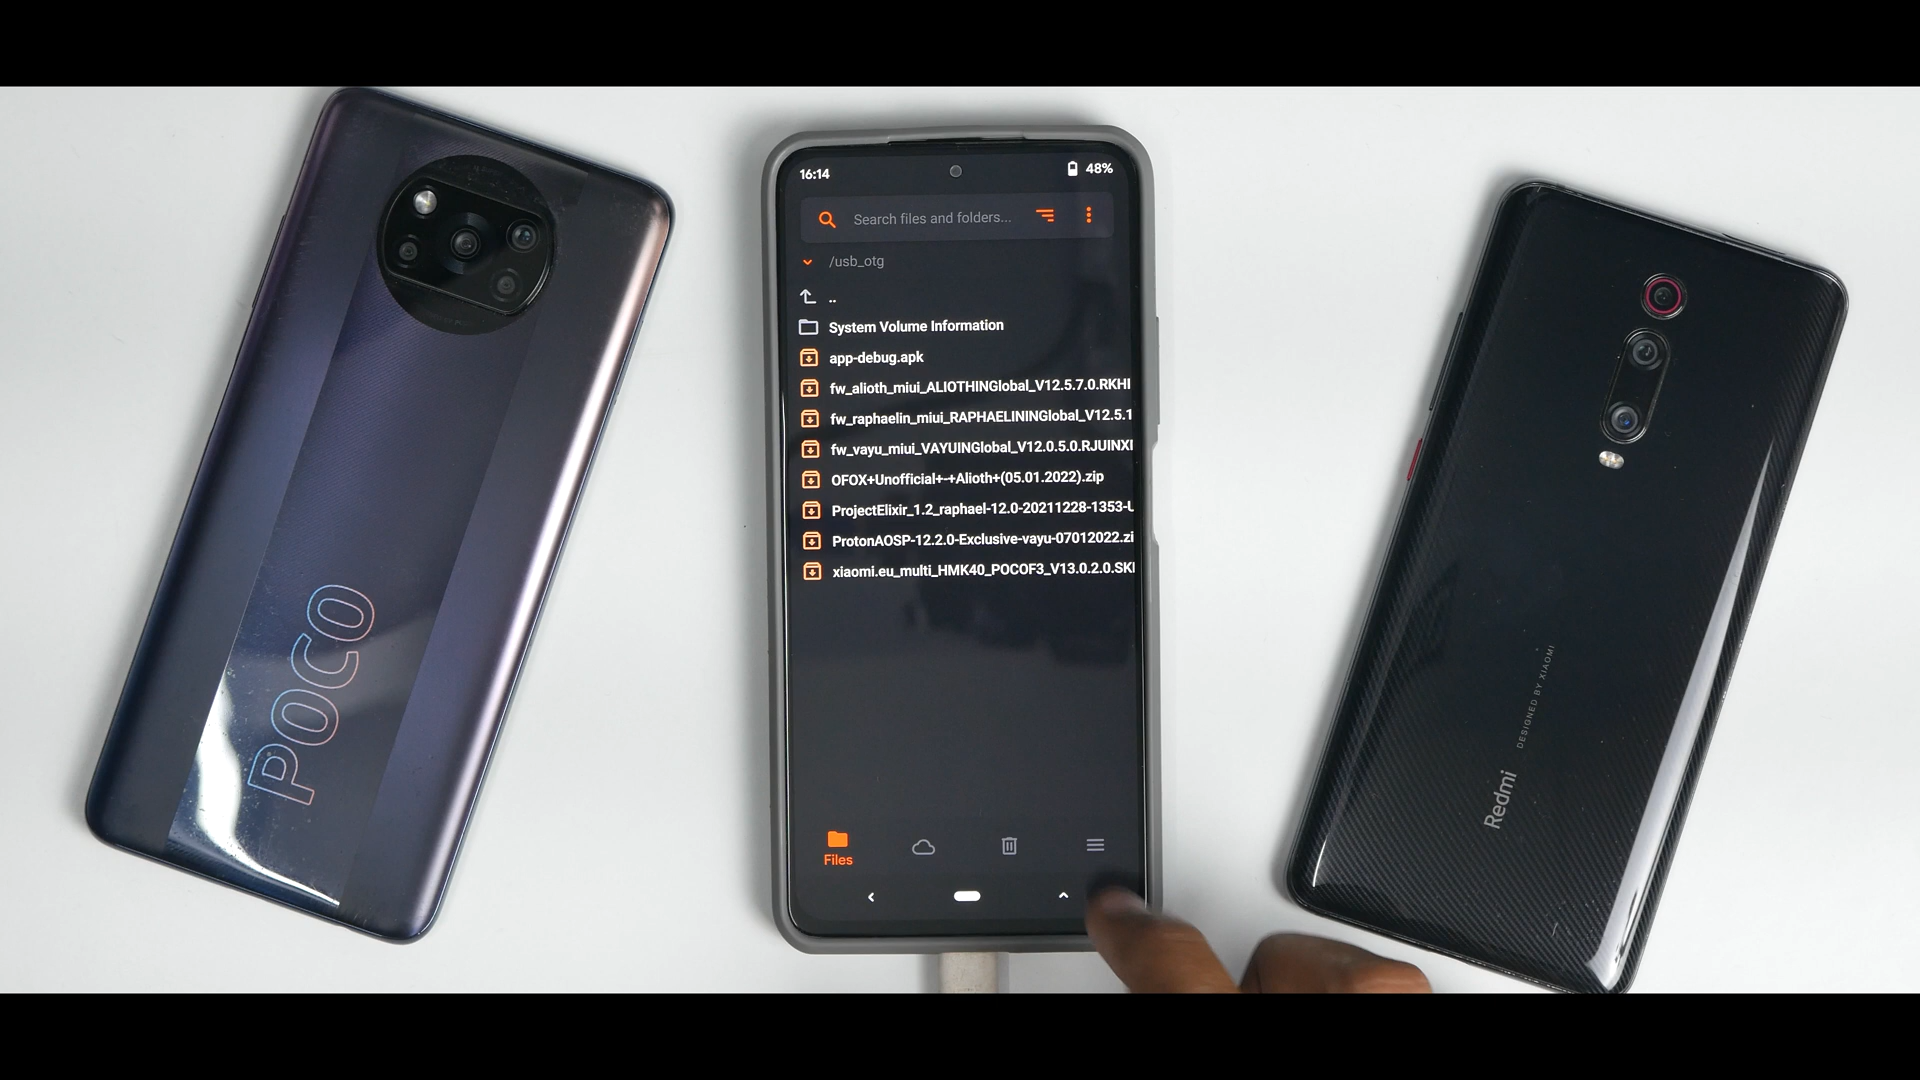 POCO
16:14
48%
Search files and folders...
/usb_otg
..
System Volume Information
app-debug.apk
fw_alioth_miui_ALIOTHINGlobal_V12.5.7.0.RKHI
fw_raphaelin_miui_RAPHAELININGlobal_V12.5.1
fw_vayu_miui_VAYUINGlobal_V12.0.5.0.RJUINXI
OFOX+Unofficial+-+Alioth+(05.01.2022).zip
ProjectElixir_1.2_raphael-12.0-20211228-1353-U
ProtonAOSP-12.2.0-Exclusive-vayu-07012022.zi
xiaomi.eu_multi_HMK40_POCOF3_V13.0.2.0.SKI
Files
Redmi
DESIGNED BY XIAOMI